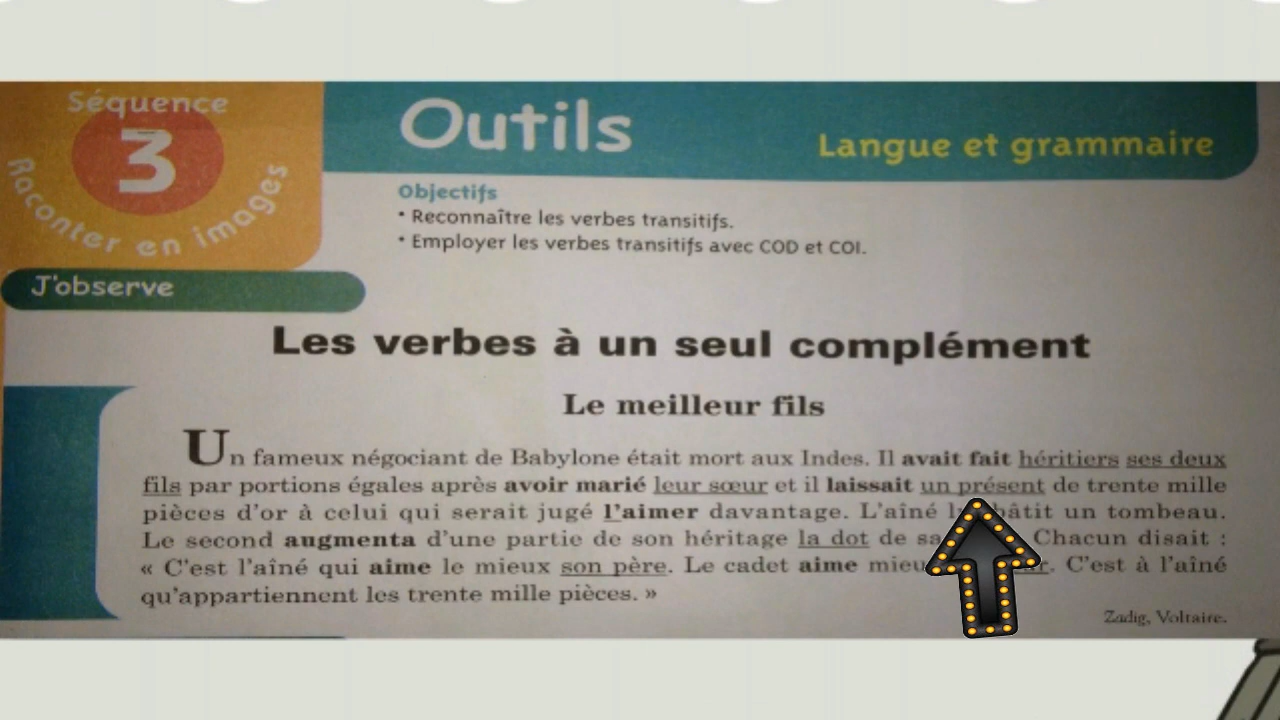 Séquence
3
Raconter en images
Outils
Langue et grammaire
Objectifs
• Reconnaître les verbes transitifs.
• Employer les verbes transitifs avec COD et COI.
J'observe
Les verbes à un seul complément
Le meilleur fils
Un fameux négociant de Babylone était mort aux Indes. Il avait fait héritiers ses deux
fils par portions égales après avoir marié leur sœur et il laissait un présent de trente mille
pièces d'or à celui qui serait jugé l'aimer davantage. L'aîné bâtit un tombeau.
Le second augmenta d'une partie de son héritage la dot de Chacun disait :
« C'est l'aîné qui aime le mieux son père. Le cadet aime C'est à l'aîné
qu'appartiennent les trente mille pièces. »
Zadig, Voltaire.